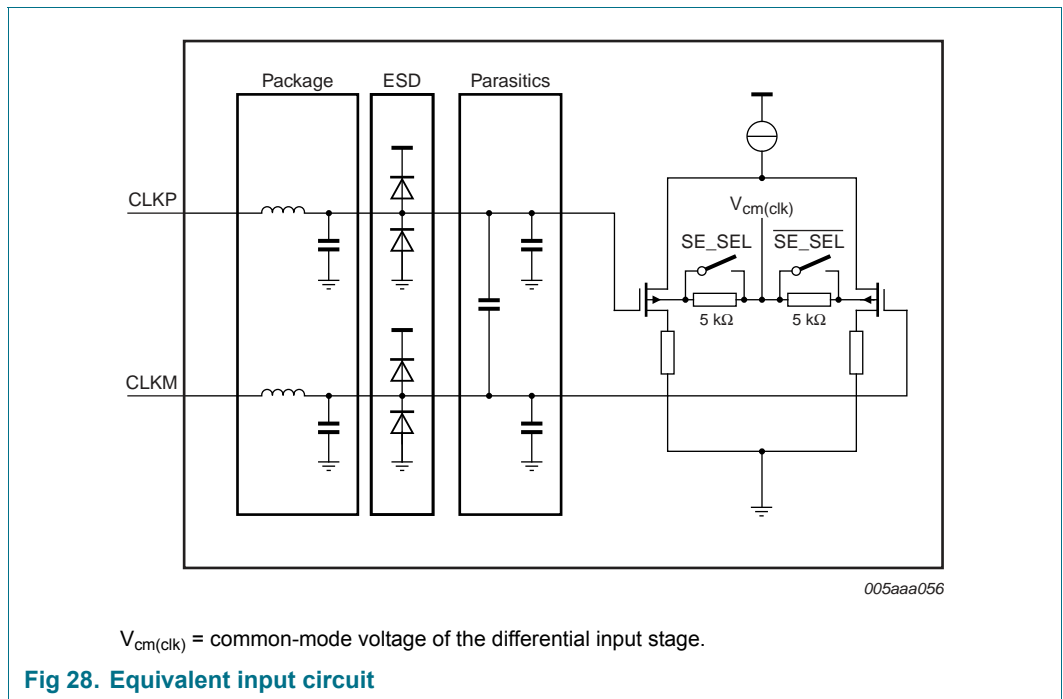 Package ESD Parasitics
CLKP
Vcm(clk)
SE_SEL SE_SEL
5 kΩ 5 kΩ
CLKM
005aaa056
Vcm(clk) = common-mode voltage of the differential input stage.
Fig 28. Equivalent input circuit